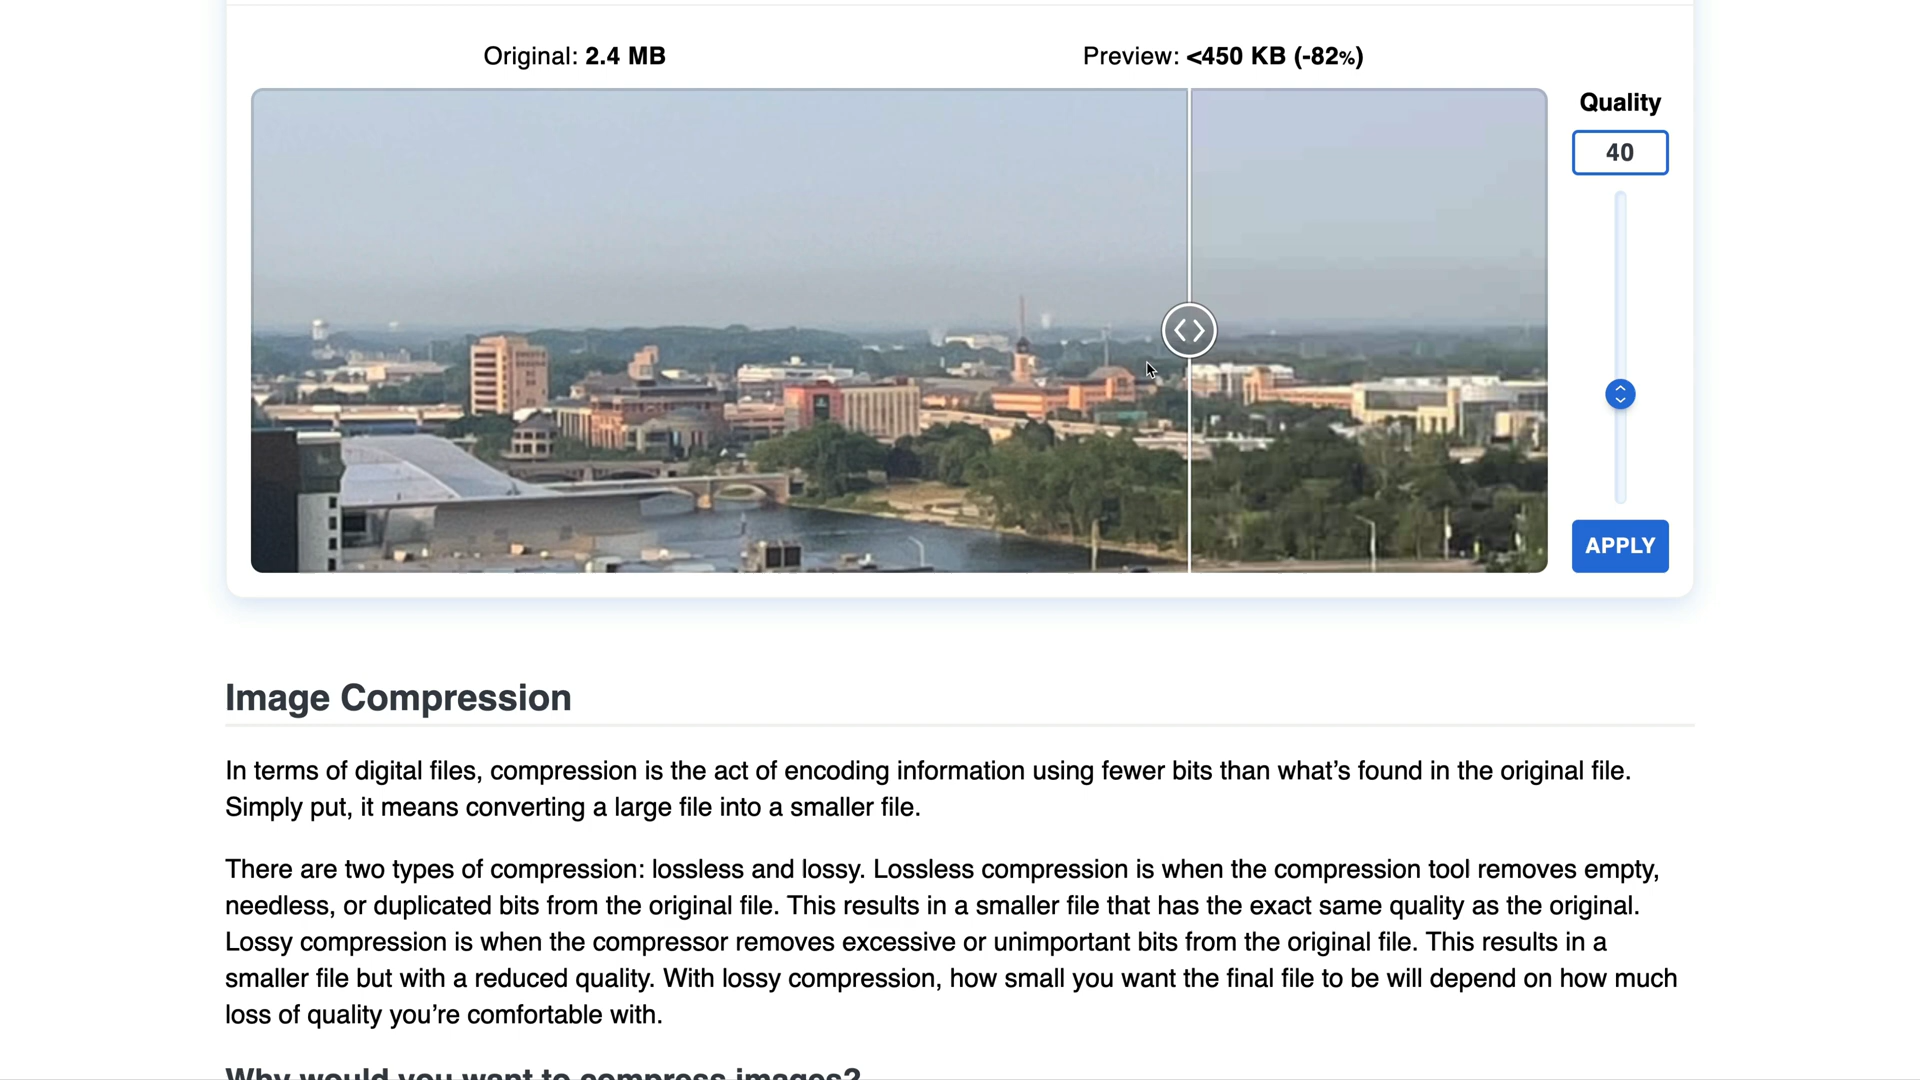 Original: 2.4 MB
Preview: <450 KB (-82%)
Quality
40
APPLY
Image Compression
In terms of digital files, compression is the act of encoding information using fewer bits than what’s found in the original file.
Simply put, it means converting a large file into a smaller file.
There are two types of compression: lossless and lossy. Lossless compression is when the compression tool removes empty,
needless, or duplicated bits from the original file. This results in a smaller file that has the exact same quality as the original.
Lossy compression is when the compressor removes excessive or unimportant bits from the original file. This results in a
smaller file but with a reduced quality. With lossy compression, how small you want the final file to be will depend on how much
loss of quality you’re comfortable with.
Why would you want to compress images?